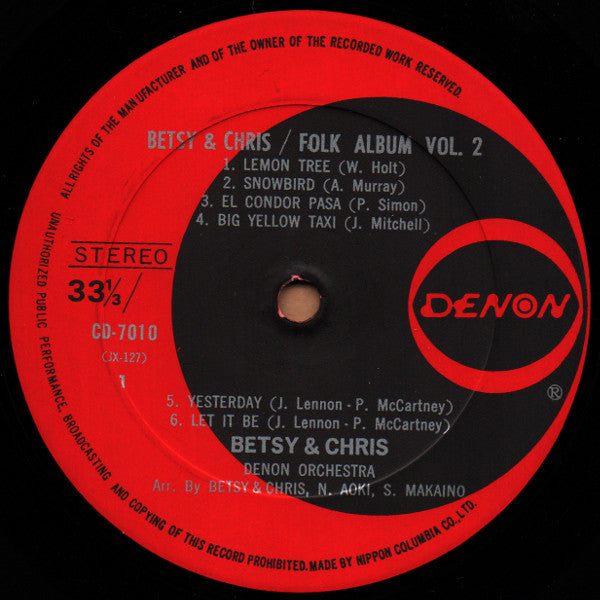 ALL RIGHTS OF THE MANUFACTURER AND OF THE OWNER OF THE RECORDED WORK RESERVED.
BETSY & CHRIS / FOLK ALBUM VOL. 2
1. LEMON TREE (W. Holt)
2. SNOWBIRD (A. Murray)
3. EL CONDOR PASA (P. Simon)
4. BIG YELLOW TAXI (J. Mitchell)
STEREO
33⅓/
CD-7010
(JX-127)
1
DENON
®
5. YESTERDAY (J. Lennon - P. McCartney)
6. LET IT BE (J. Lennon - P. McCartney)
BETSY & CHRIS
DENON ORCHESTRA
Arr. By BETSY & CHRIS, N. AOKI, S. MAKAINO
UNAUTHORIZED PUBLIC PERFORMANCE, BROADCASTING AND COPYING OF THIS RECORD PROHIBITED. MADE BY NIPPON COLUMBIA CO., LTD.